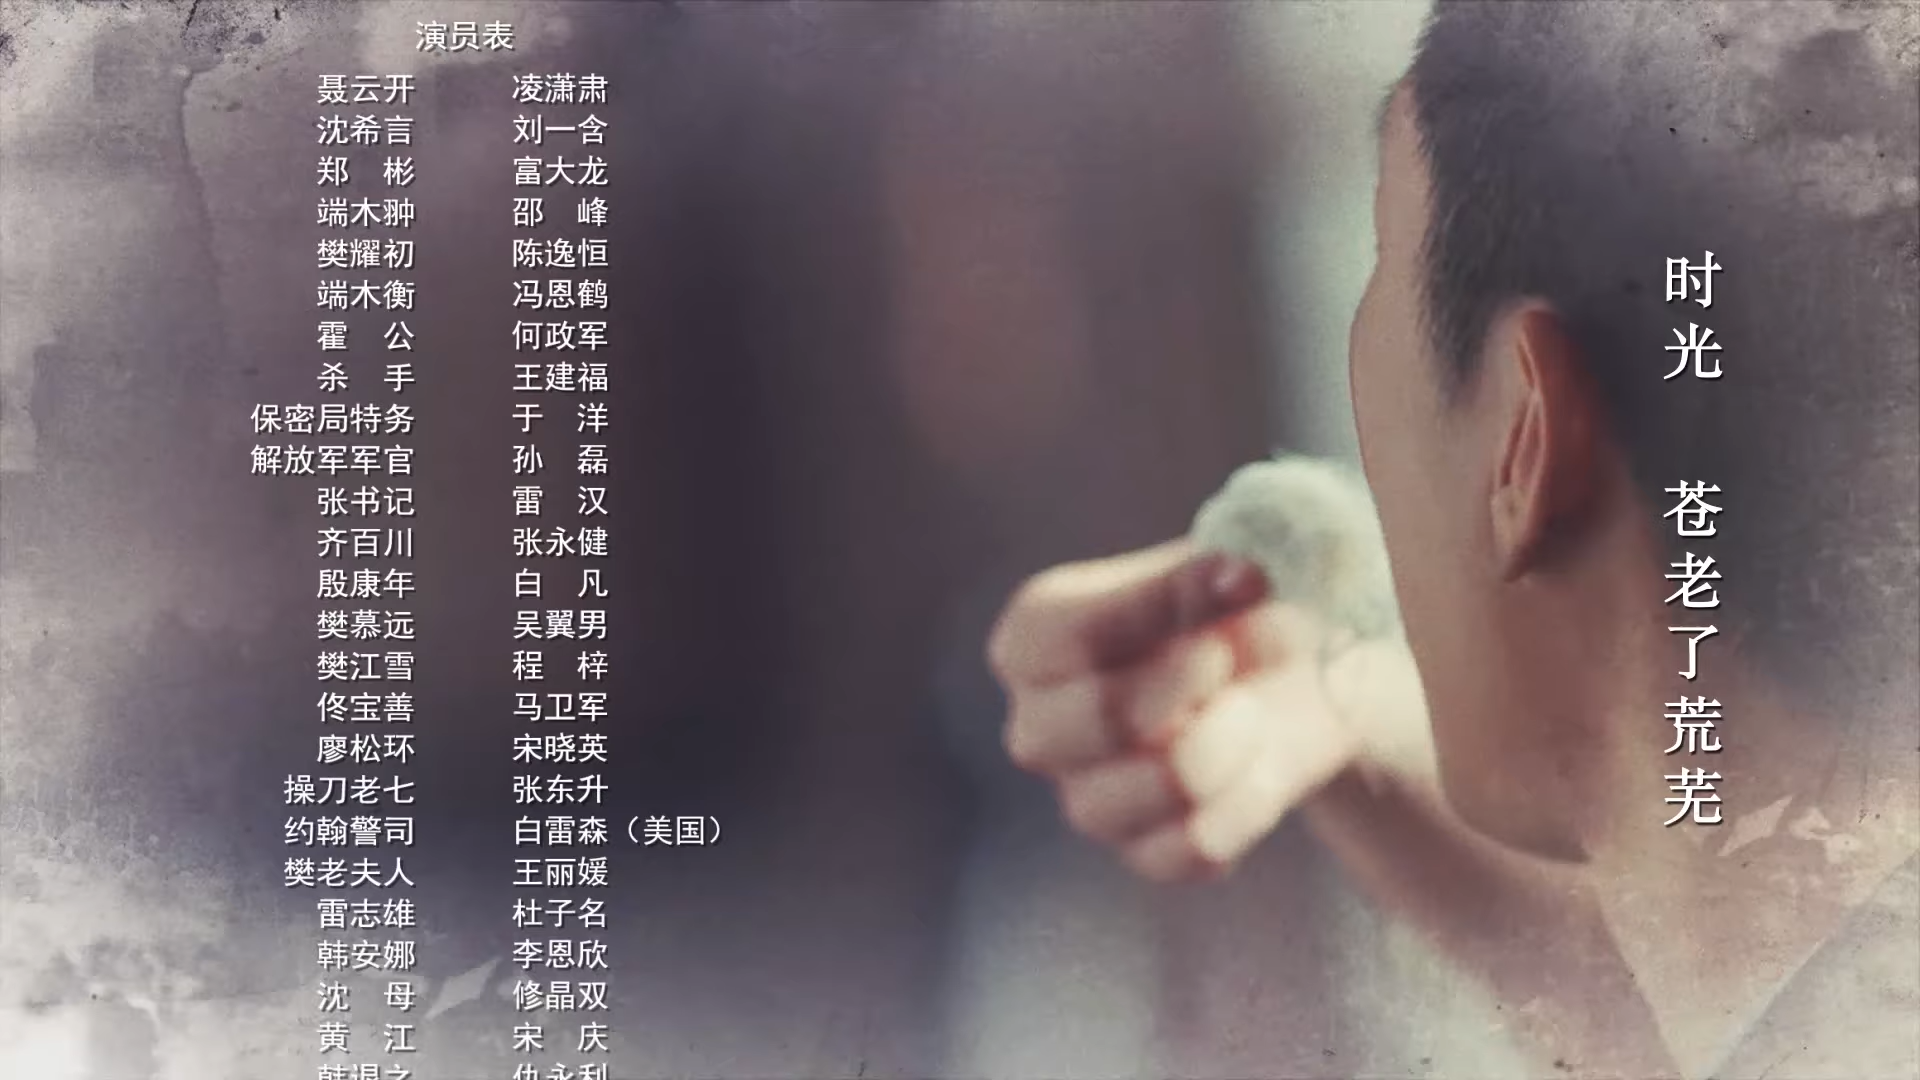 演员表
聂云开 凌潇肃
沈希言 刘一含
郑 彬 富大龙
端木翀 邵 峰
樊耀初 陈逸恒
端木衡 冯恩鹤
霍 公 何政军
杀 手 王建福
保密局特务 于 洋
解放军军官 孙 磊
张书记 雷 汉
齐百川 张永健
殷康年 白 凡
樊慕远 吴翼男
樊江雪 程 梓
佟宝善 马卫军
廖松环 宋晓英
操刀老七 张东升
约翰警司 白雷森（美国）
樊老夫人 王丽媛
雷志雄 杜子名
韩安娜 李恩欣
沈 母 修晶双
黄 江 宋 庆
韩退之 仇永利
时光 苍老了荒芜